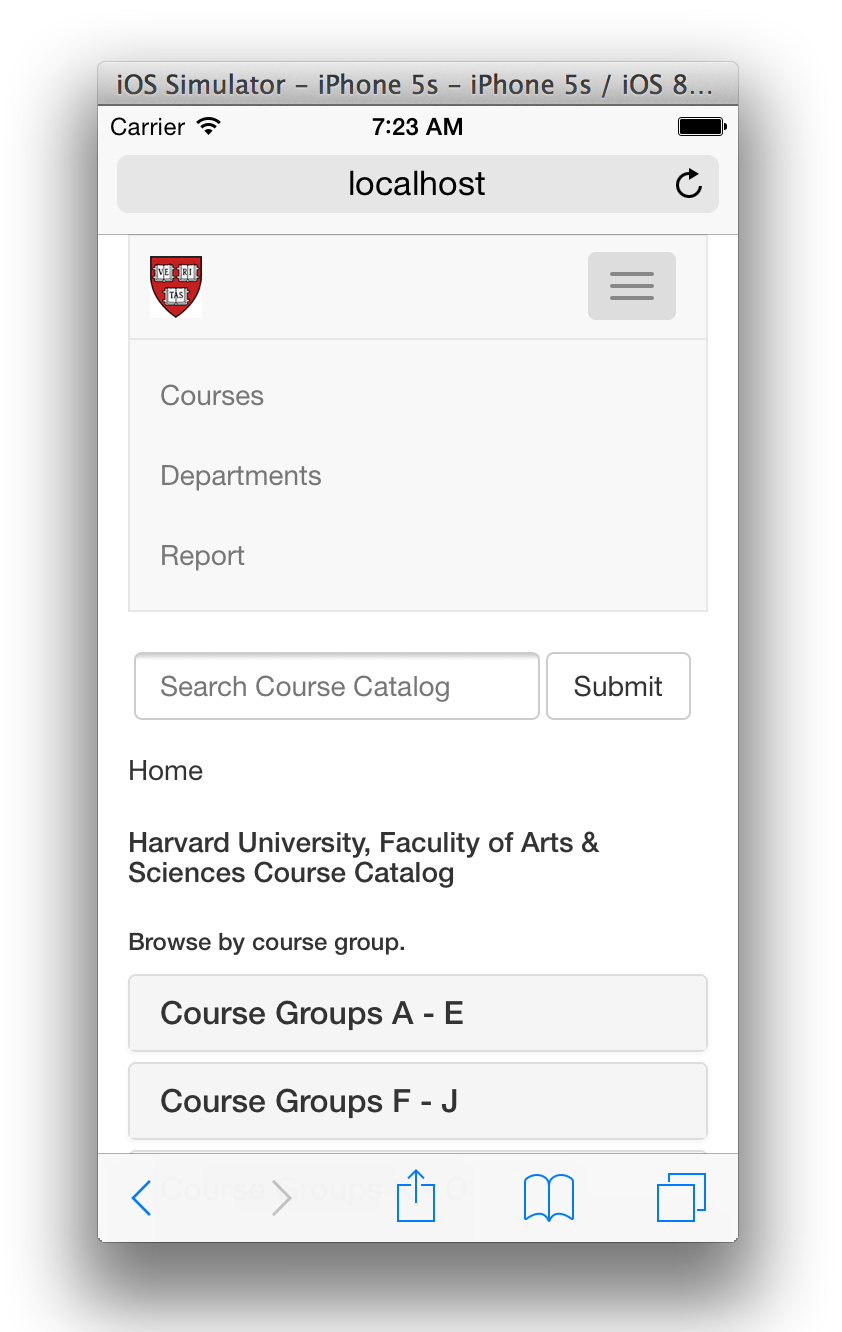 iOS Simulator – iPhone 5s – iPhone 5s / iOS 8...
Carrier 7:23 AM
localhost
VE RI
TAS
Courses
Departments
Report
Search Course Catalog Submit
Home
Harvard University, Faculity of Arts &
Sciences Course Catalog
Browse by course group.
Course Groups A - E
Course Groups F - J
Course Groups K - O